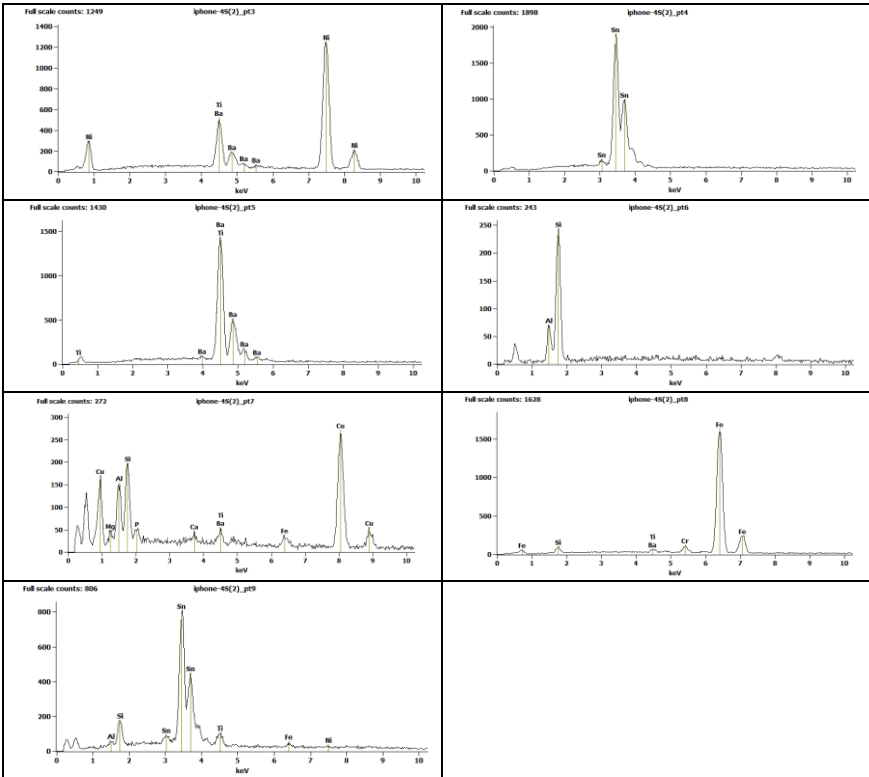 Full scale counts: 1249 iphone-4S(2)_pt3
1400
1200
1000
800
600
400
200
0
Ni
Ti
Ba
Ba
Ba
Ba
Ni
Ni
0 1 2 3 4 5 6 7 8 9 10
keV
Full scale counts: 1898 iphone-4S(2)_pt4
2000
1500
1000
500
0
Sn
Sn
Sn
0 1 2 3 4 5 6 7 8 9 10
keV
Full scale counts: 1430 iphone-4S(2)_pt5
1500
1000
500
0
Ti
Ba
Ba
Ti
Ba
Ba
Ba
0 1 2 3 4 5 6 7 8 9 10
keV
Full scale counts: 243 iphone-4S(2)_pt6
250
200
150
100
50
0
Al
Si
0 1 2 3 4 5 6 7 8 9 10
keV
Full scale counts: 272 iphone-4S(2)_pt7
300
250
200
150
100
50
0
Cu
Mg
Al
Si
P
Ca
Ti
Ba
Fe
Cu
Cu
0 1 2 3 4 5 6 7 8 9 10
keV
Full scale counts: 1628 iphone-4S(2)_pt8
1500
1000
500
0
Fe
Si
Ti
Ba
Cr
Fe
Fe
0 1 2 3 4 5 6 7 8 9 10
keV
Full scale counts: 806 iphone-4S(2)_pt9
800
600
400
200
0
Al
Si
Sn
Sn
Sn
Ti
Fe
Ni
0 1 2 3 4 5 6 7 8 9 10
keV